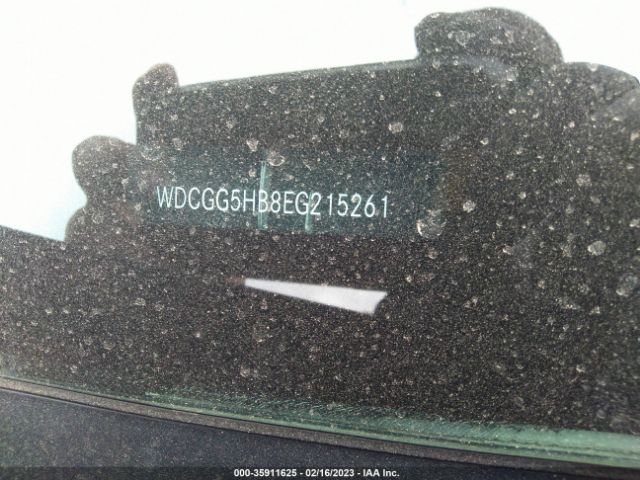 WDCGG5HB8EG215261
000-35911625 - 02/16/2023 - IAA Inc.